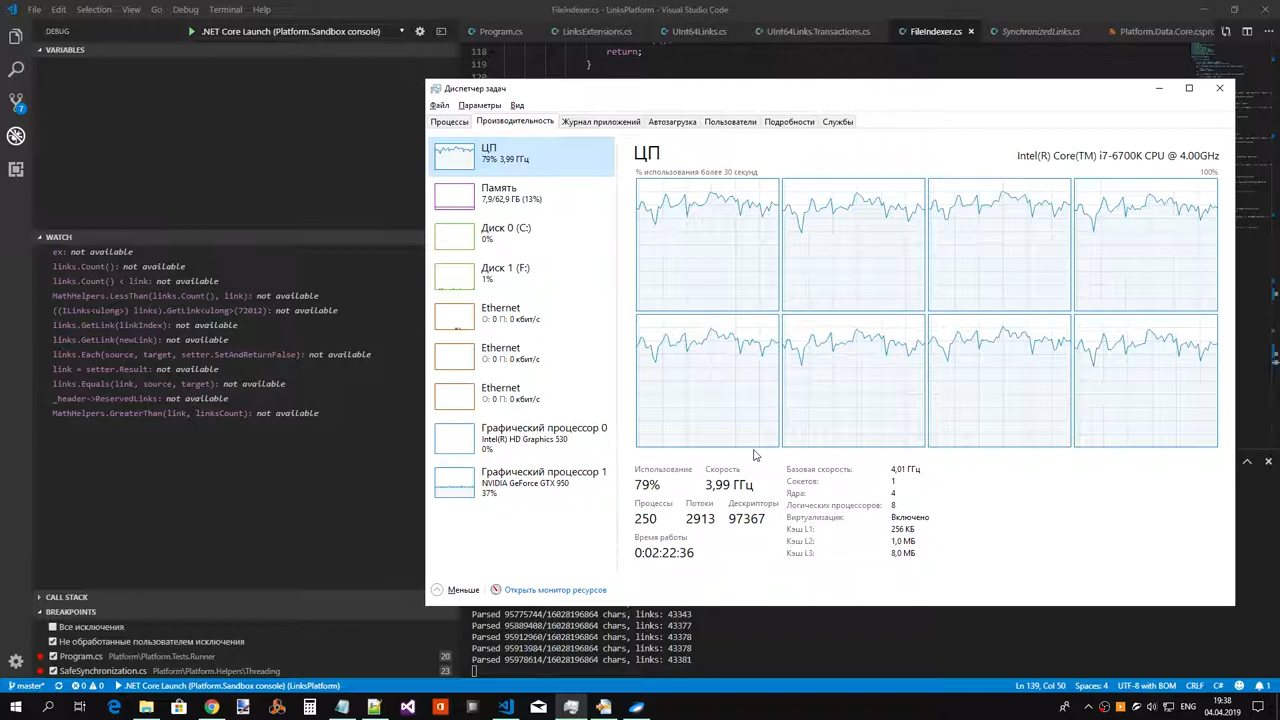 File Edit Selection View Go Debug Terminal Help
FileIndexer.cs - LinksPlatform - Visual Studio Code
DEBUG .NET Core Launch (Platform.Sandbox console)
Program.cs LinksExtensions.cs UInt64Links.cs UInt64Links.Transactions.cs FileIndexer.cs SynchronizedLinks.cs Platform.Data.Core.cspro
VARIABLES
118 return;
119 }
120
WATCH
ex: not available
links.Count(): not available
links.Count() < link: not available
MathHelpers.LessThan(links.Count(), link): not available
((ILinks<ulong>) links).GetLink<ulong>(72012): not available
links.GetLink(linkIndex): not available
links.GetLink(newLink): not available
links.Each(source, target, setter.SetAndReturnFalse): not available
link = setter.Result: not available
links.Equals(link, source, target): not available
_header->ReservedLinks: not available
MathHelpers.GreaterThan(link, linksCount): not available
CALL STACK
BREAKPOINTS
Все исключения
Не обработанные пользователем исключения
Program.cs Platform\Platform.Tests.Runner 20
SafeSynchronization.cs Platform\Platform.Helpers\Threading 23
Диспетчер задач
Файл Параметры Вид
Процессы Производительность Журнал приложений Автозагрузка Пользователи Подробности Службы
ЦП
79% 3,99 ГГц
Память
7,9/62,9 ГБ (13%)
Диск 0 (C:)
0%
Диск 1 (F:)
1%
Ethernet
О: 0 П: 0 кбит/с
Ethernet
О: 0 П: 0 кбит/с
Ethernet
О: 0 П: 0 кбит/с
Графический процессор 0
Intel(R) HD Graphics 530
0%
Графический процессор 1
NVIDIA GeForce GTX 950
37%
ЦП Intel(R) Core(TM) i7-6700K CPU @ 4.00GHz
% использования более 30 секунд 100%
Использование Скорость
79% 3,99 ГГц
Процессы Потоки Дескрипторы
250 2913 97367
Время работы
0:02:22:36
Базовая скорость: 4,01 ГГц
Сокетов: 1
Ядра: 4
Логических процессоров: 8
Виртуализация: Включено
Кэш L1: 256 КБ
Кэш L2: 1,0 МБ
Кэш L3: 8,0 МБ
Меньше Открыть монитор ресурсов
Parsed 95775744/16028196864 chars, links: 43343
Parsed 95889408/16028196864 chars, links: 43377
Parsed 95912960/16028196864 chars, links: 43378
Parsed 95913984/16028196864 chars, links: 43378
Parsed 95978614/16028196864 chars, links: 43381
master* 0 0 .NET Core Launch (Platform.Sandbox console) (LinksPlatform) Ln 139, Col 50 Spaces: 4 UTF-8 with BOM CRLF C# 1
ENG
19:38
04.04.2019